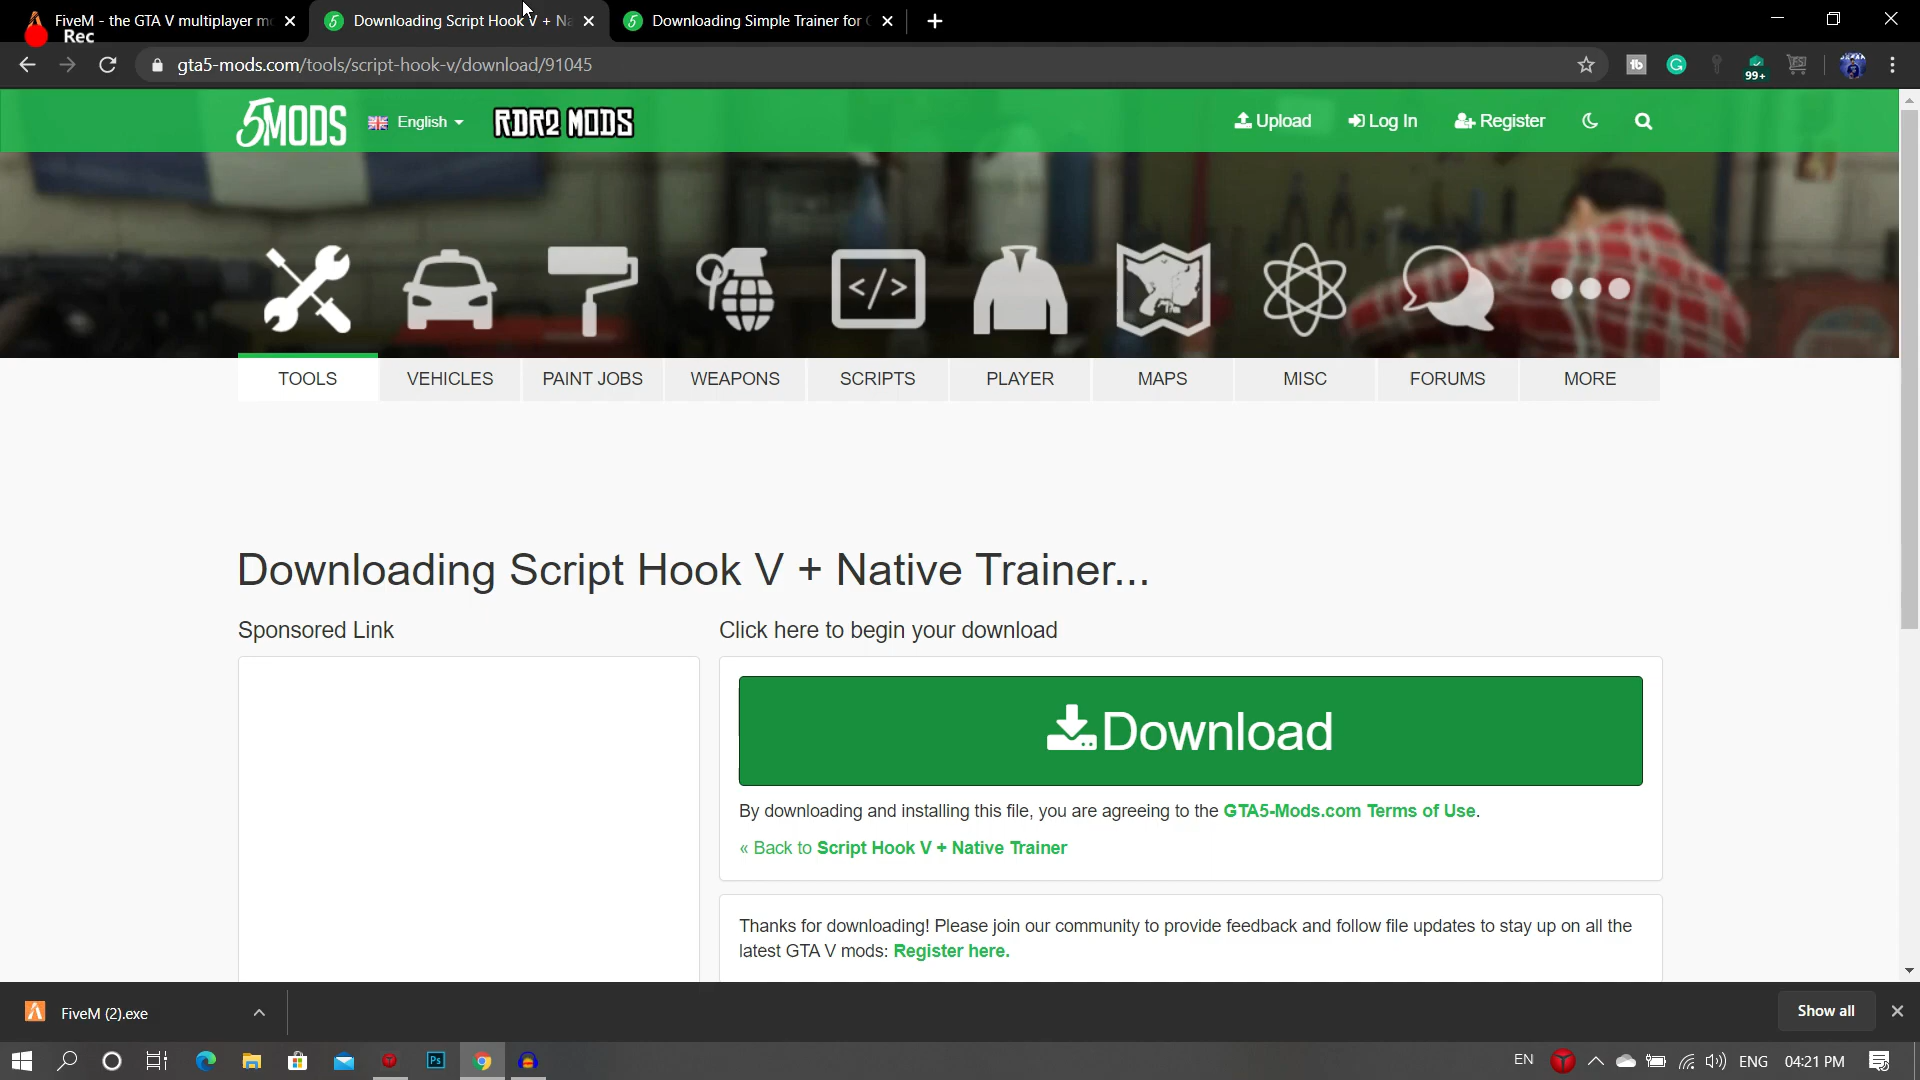 FiveM - the GTA V multiplayer m
Downloading Script Hook V + Na
Downloading Simple Trainer for
Rec
gta5-mods.com/tools/script-hook-v/download/91045
99+
5MODS
English
RDR2 MODS
Upload
Log In
Register
TOOLS
VEHICLES
PAINT JOBS
WEAPONS
SCRIPTS
PLAYER
MAPS
MISC
FORUMS
MORE
Downloading Script Hook V + Native Trainer...
Sponsored Link
Click here to begin your download
Download
By downloading and installing this file, you are agreeing to the GTA5-Mods.com Terms of Use.
« Back to Script Hook V + Native Trainer
Thanks for downloading! Please join our community to provide feedback and follow file updates to stay up on all the
latest GTA V mods: Register here.
FiveM (2).exe
Show all
Ps
EN
ENG
04:21 PM